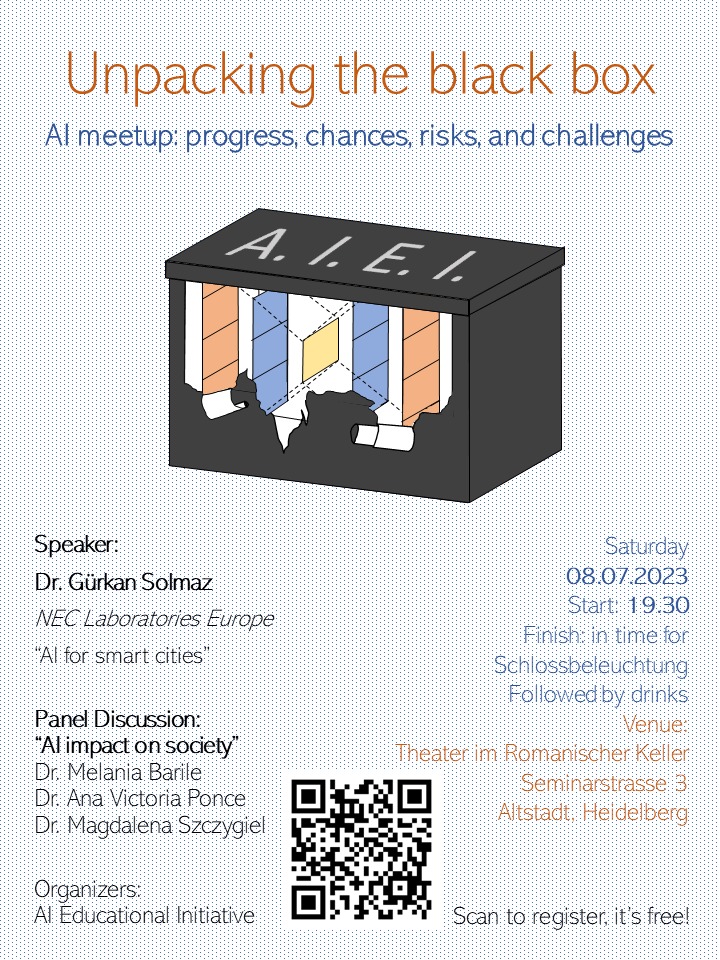 Unpacking the black box
AI meetup: progress, chances, risks, and challenges
A. I. E. I.
Speaker:
Dr. Gürkan Solmaz
NEC Laboratories Europe
“AI for smart cities”
Panel Discussion:
“AI impact on society”
Dr. Melania Barile
Dr. Ana Victoria Ponce
Dr. Magdalena Szczygiel
Organizers:
AI Educational Initiative
Saturday
08.07.2023
Start: 19.30
Finish: in time for
Schlossbeleuchtung
Followed by drinks
Venue:
Theater im Romanischer Keller
Seminarstrasse 3
Altstadt, Heidelberg
Scan to register, it’s free!